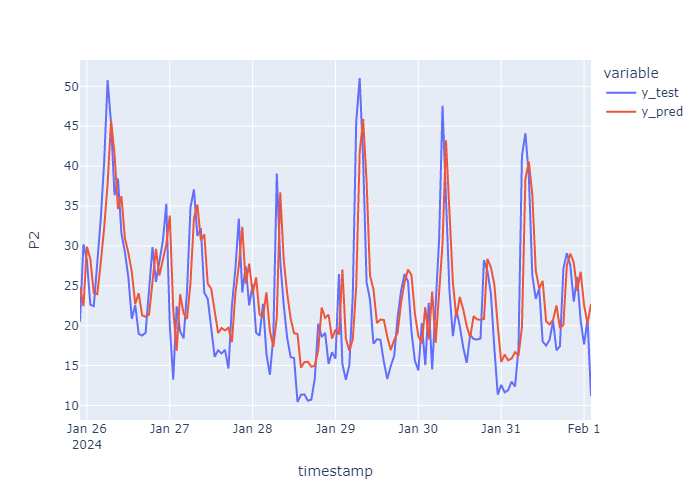 variable
y_test
y_pred
P2
50
45
40
35
30
25
20
15
10
Jan 26
2024
Jan 27
Jan 28
Jan 29
Jan 30
Jan 31
Feb 1
timestamp